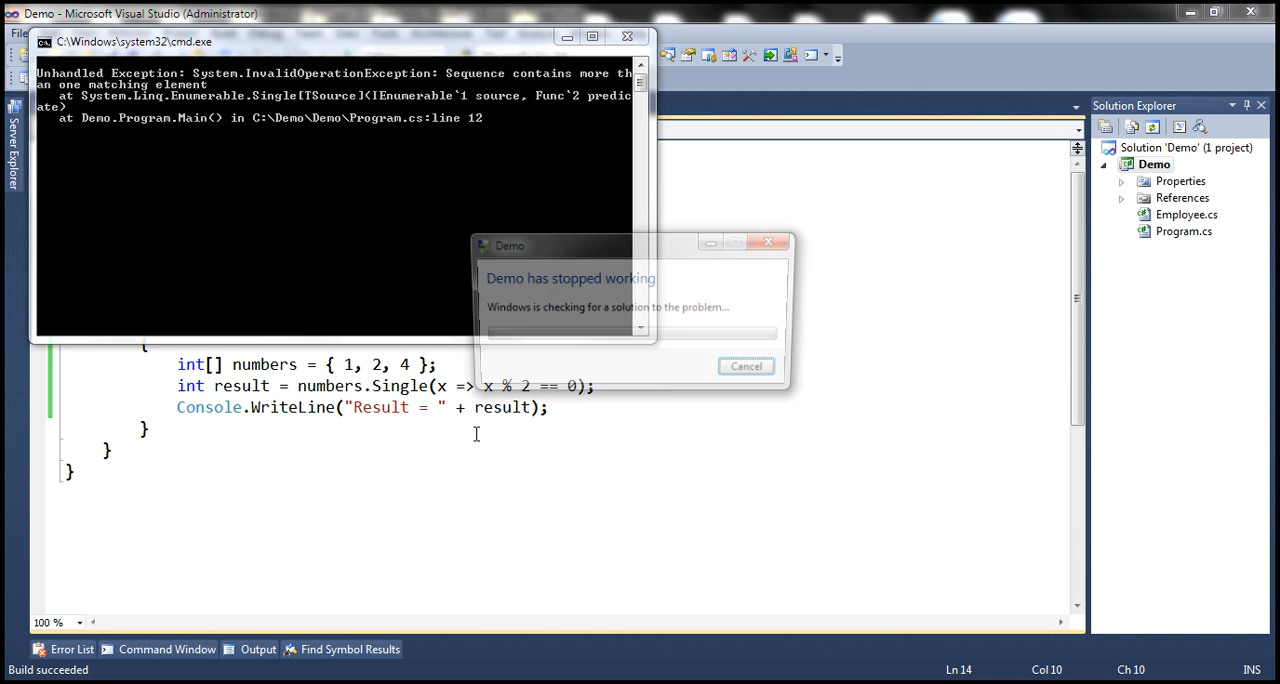 Demo - Microsoft Visual Studio (Administrator)
File
C:\Windows\system32\cmd.exe
Unhandled Exception: System.InvalidOperationException: Sequence contains more th
an one matching element
   at System.Linq.Enumerable.Single[TSource](IEnumerable`1 source, Func`2 predic
ate)
   at Demo.Program.Main() in C:\Demo\Demo\Program.cs:line 12
Server Explorer
Solution Explorer
Solution 'Demo' (1 project)
Demo
Properties
References
Employee.cs
Program.cs
Demo
Demo has stopped working
Windows is checking for a solution to the problem...
Cancel
{
int[] numbers = { 1, 2, 4 };
int result = numbers.Single(x => x % 2 == 0);
Console.WriteLine("Result = " + result);
}
}
}
100 %
Error List Command Window Output Find Symbol Results
Build succeeded Ln 14 Col 10 Ch 10 INS